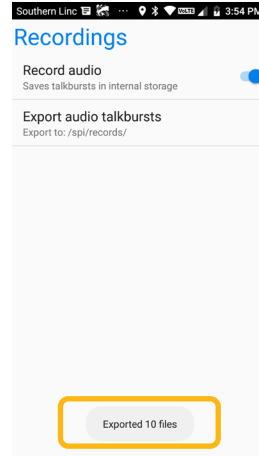 Southern Linc ... VoLTE 3:54 PM
Recordings
Record audio
Saves talkbursts in internal storage
Export audio talkbursts
Export to: /spi/records/
Exported 10 files